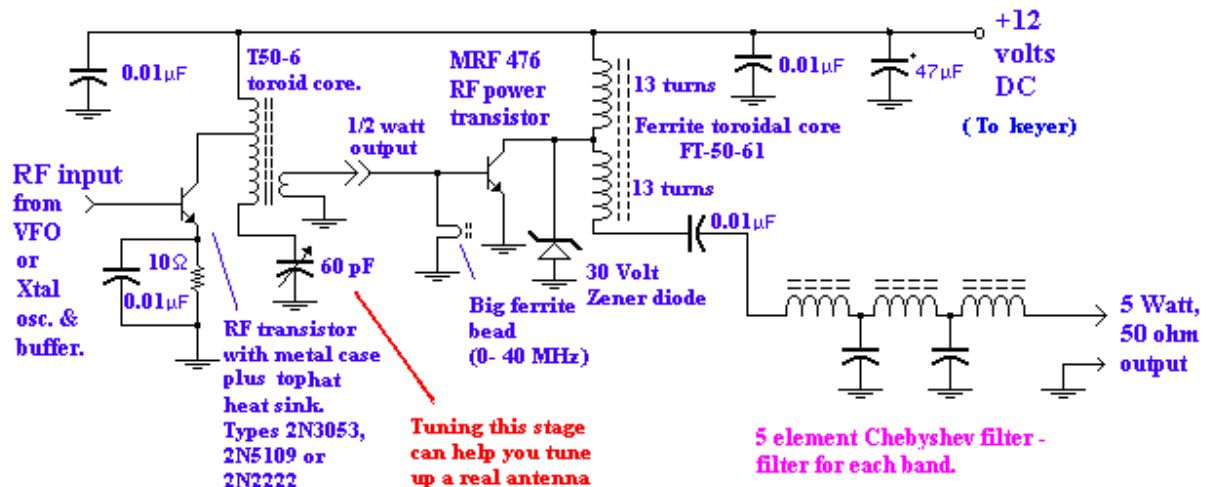 +12
volts
DC
( To keyer)
0.01µF
T50-6
toroid core.
MRF 476
RF power
transistor
13 turns
Ferrite toroidal core
FT-50-61
13 turns
0.01µF
+
47µF
1/2 watt
output
RF input
from
VFO
or
Xtal
osc. &
buffer.
10Ω
0.01µF
60 pF
0.01µF
30 Volt
Zener diode
Big ferrite
bead
(0- 40 MHz)
RF transistor
with metal case
plus tophat
heat sink.
Types 2N3053,
2N5109 or
2N2222
Tuning this stage
can help you tune
up a real antenna
5 Watt,
50 ohm
output
5 element Chebyshev filter -
filter for each band.